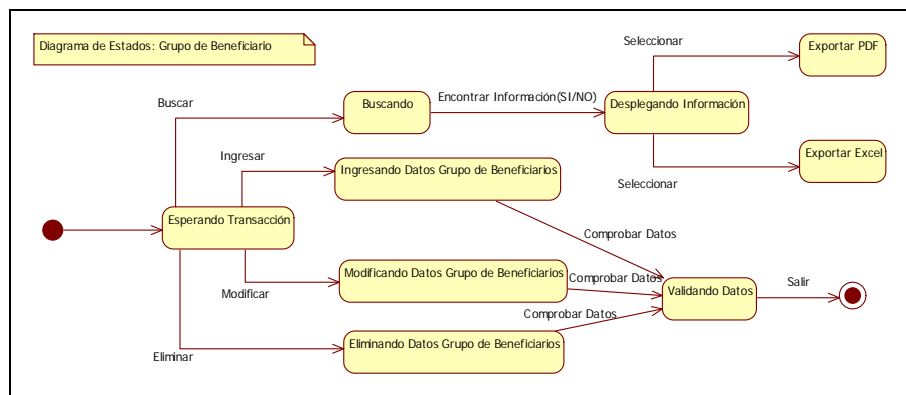 Diagrama de Estados: Grupo de Beneficiario
Seleccionar
Exportar PDF
Buscar
Buscando
Encontrar Información(SI/NO)
Desplegando Información
Ingresar
Exportar Excel
Ingresando Datos Grupo de Beneficiarios
Seleccionar
Esperando Transacción
Comprobar Datos
Modificando Datos Grupo de Beneficiarios
Comprobar Datos
Modificar
Validando Datos
Salir
Comprobar Datos
Eliminando Datos Grupo de Beneficiarios
Eliminar